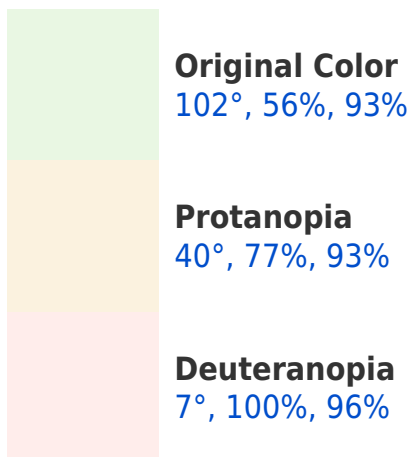 Original Color
102°, 56%, 93%
Protanopia
40°, 77%, 93%
Deuteranopia
7°, 100%, 96%